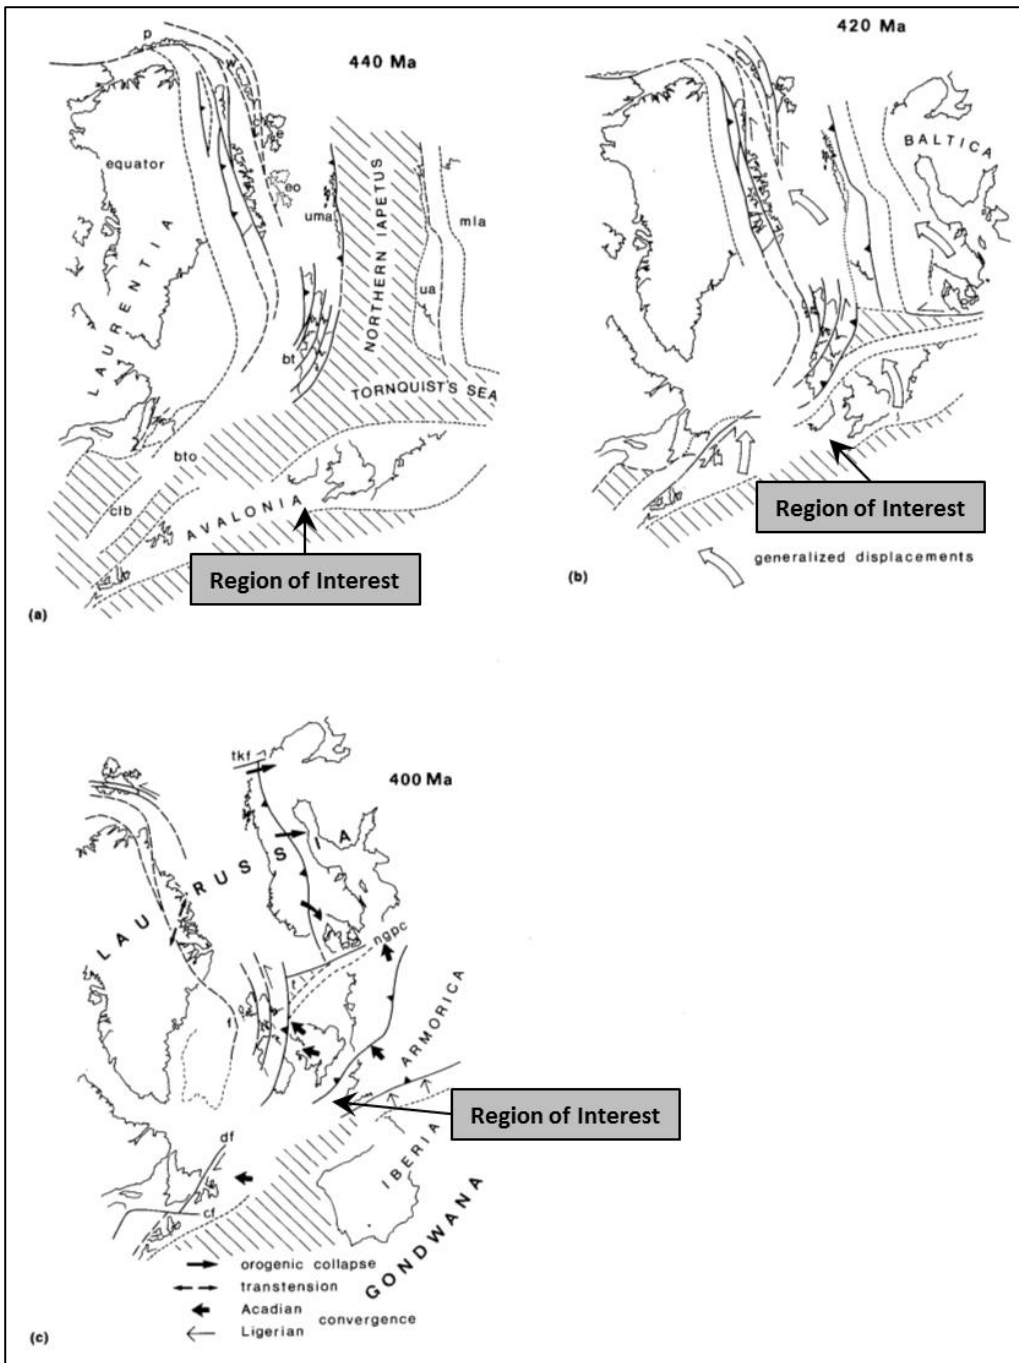 440 Ma
p
w
c
e
equator
eo
uma
mla
LAURENTIA
NORTHERN IAPETUS
ua
bt
TORNQUIST'S SEA
bto
clb
AVALONIA
Region of Interest
(a)
420 Ma
BALTICA
Region of Interest
generalized displacements
(b)
400 Ma
tkf
LAURUSSIA
ngpc
t
f
ARMORICA
Region of Interest
IBERIA
df
cf
GONDWANA
orogenic collapse
transtension
Acadian
convergence
Ligerian
(c)